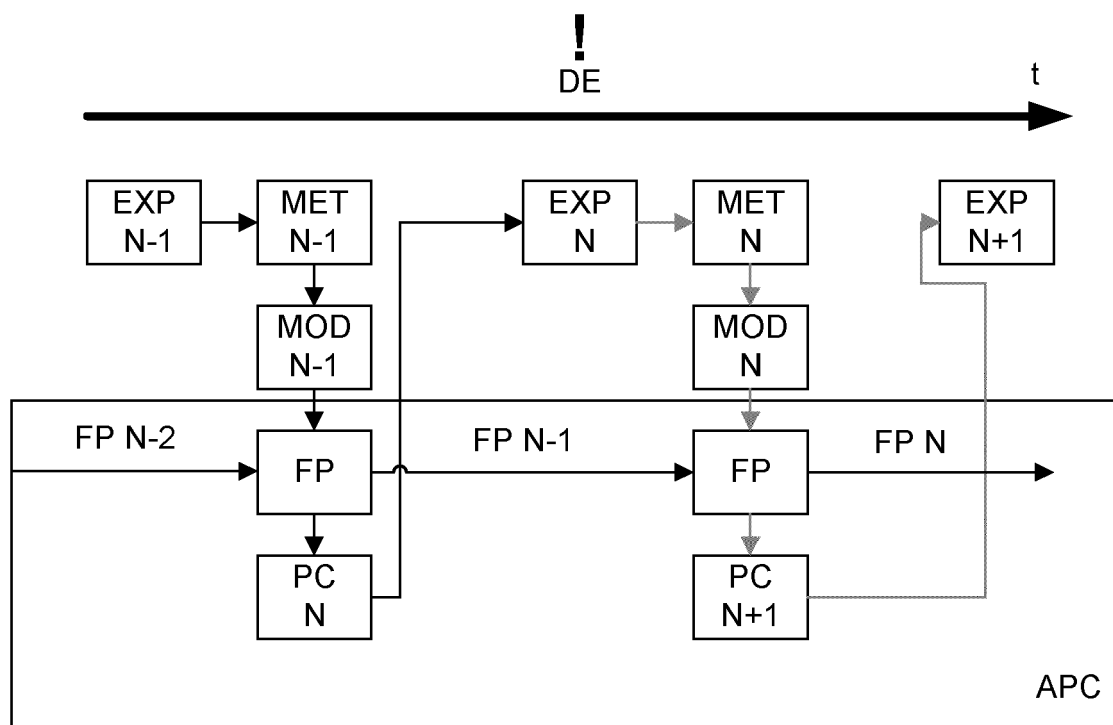 !
DE
t
EXP
N-1
MET
N-1
EXP
N
MET
N
EXP
N+1
MOD
N-1
MOD
N
FP N-2
FP
FP N-1
FP
FP N
PC
N
PC
N+1
APC